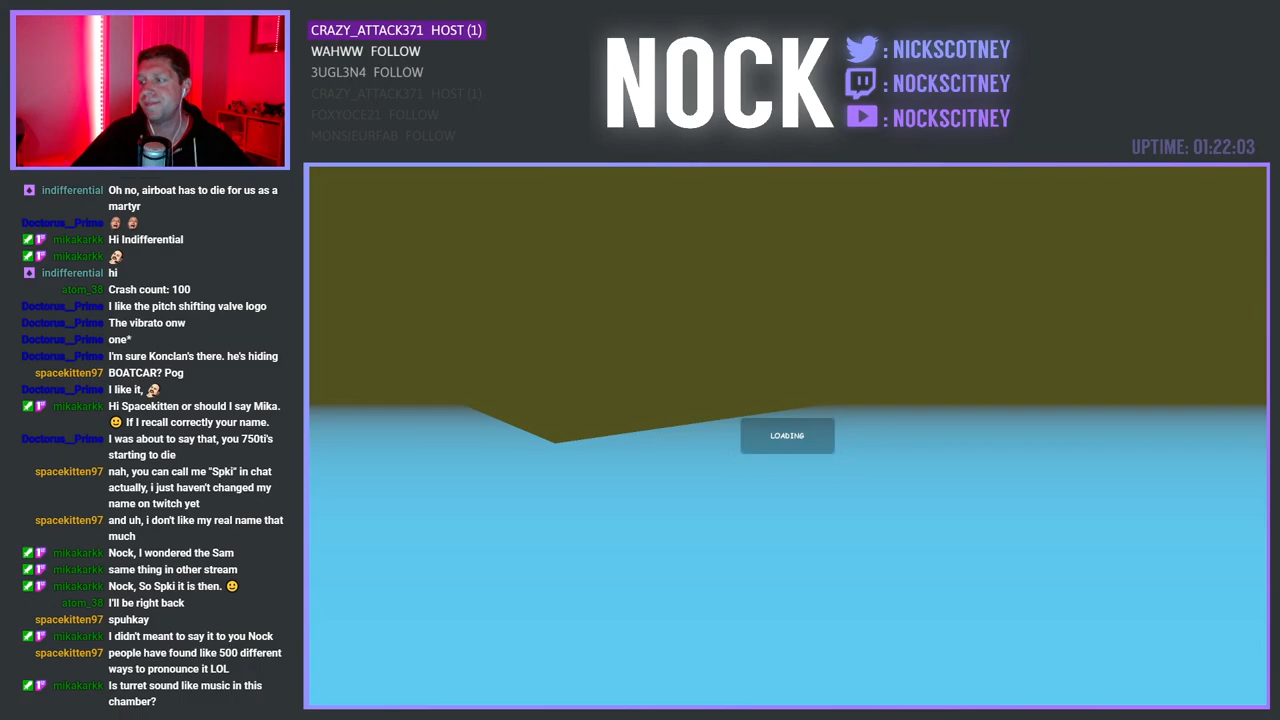 CRAZY_ATTACK371 HOST (1)
WAHWW FOLLOW
3UGL3N4 FOLLOW
CRAZY_ATTACK371 HOST (1)
FOXYOCE21 FOLLOW
MONSIEURFAB FOLLOW
NOCK
: NICKSCOTNEY
: NOCKSCITNEY
: NOCKSCITNEY
UPTIME: 01:22:03
indifferential Oh no, airboat has to die for us as a
martyr
Doctorus__Prime
mikakarkk Hi Indifferential
mikakarkk
indifferential hi
atom_38 Crash count: 100
Doctorus__Prime I like the pitch shifting valve logo
Doctorus__Prime The vibrato onw
Doctorus__Prime one*
Doctorus__Prime I'm sure Konclan's there. he's hiding
spacekitten97 BOATCAR? Pog
Doctorus__Prime I like it,
mikakarkk Hi Spacekitten or should I say Mika.
If I recall correctly your name.
Doctorus__Prime I was about to say that, you 750ti's
starting to die
spacekitten97 nah, you can call me "Spki" in chat
actually, i just haven't changed my
name on twitch yet
spacekitten97 and uh, i don't like my real name that
much
mikakarkk Nock, I wondered the Sam
mikakarkk same thing in other stream
mikakarkk Nock, So Spki it is then.
atom_38 I'll be right back
spacekitten97 spuhkay
mikakarkk I didn't meant to say it to you Nock
spacekitten97 people have found like 500 different
ways to pronounce it LOL
mikakarkk Is turret sound like music in this
chamber?
LOADING